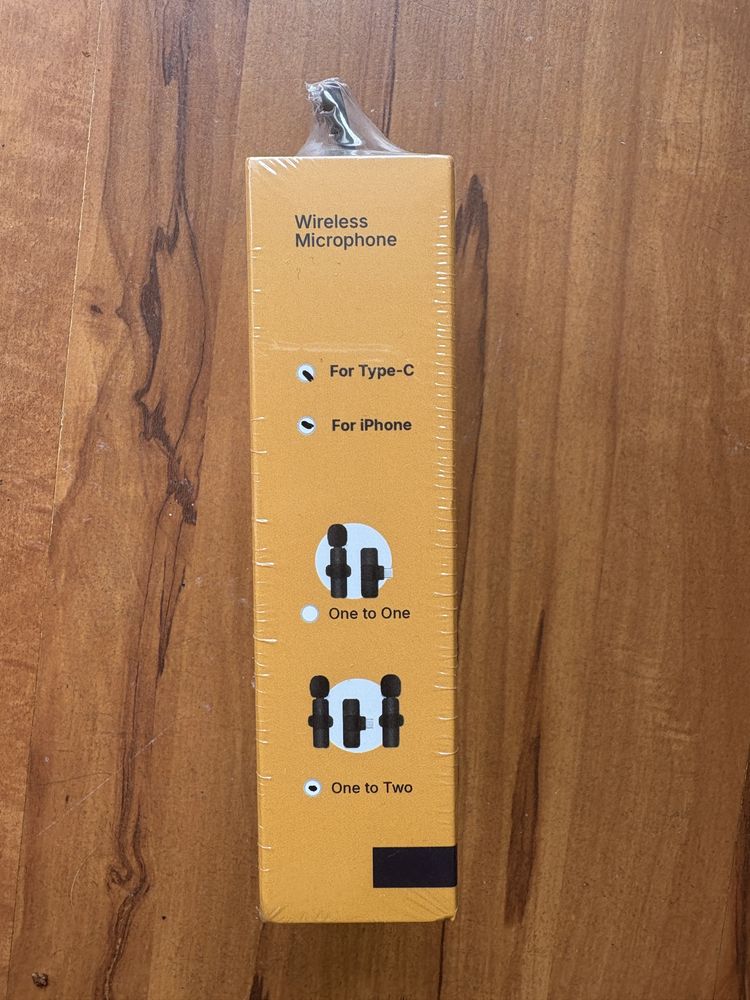 Wireless
Microphone
For Type-C
For iPhone
One to One
One to Two